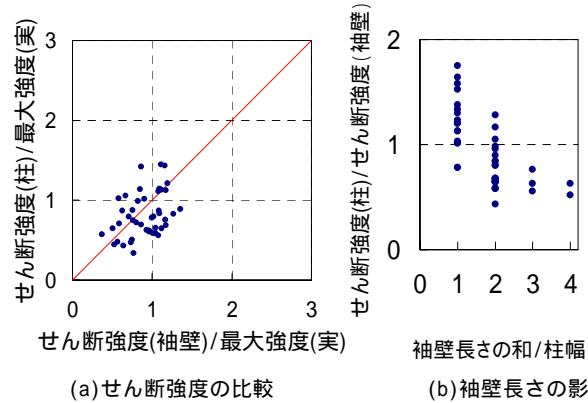 せん断強度(柱)/最大強度(実)
3
2
1
0
0 1 2 3
せん断強度(袖壁)/最大強度(実)
(a)せん断強度の比較
せん断強度(柱)/せん断強度(袖壁)
2
1
0
0 1 2 3 4
袖壁長さの和/柱幅
(b)袖壁長さの影